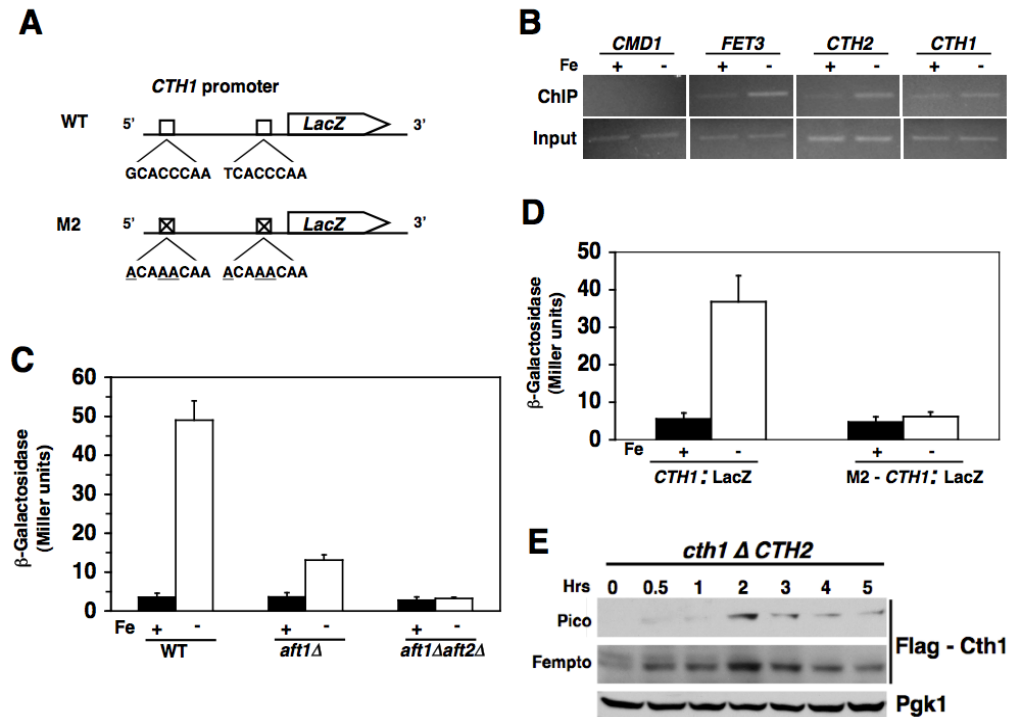 A
CTH1 promoter
WT 5' LacZ 3'
GCACCCAA TCACCCAA
M2 5' LacZ 3'
ACAAACAA ACAAACAA
B
CMD1 FET3 CTH2 CTH1
Fe + - + - + - + -
ChIP
Input
C
β-Galactosidase
(Miller units)
60
50
40
30
20
10
0
Fe + - + - + -
WT aft1Δ aft1Δaft2Δ
D
β-Galactosidase
(Miller units)
50
40
30
20
10
0
Fe + - + -
CTH1: LacZ M2 - CTH1: LacZ
E
cth1 Δ CTH2
Hrs 0 0.5 1 2 3 4 5
Pico
Fempto
Flag - Cth1
Pgk1